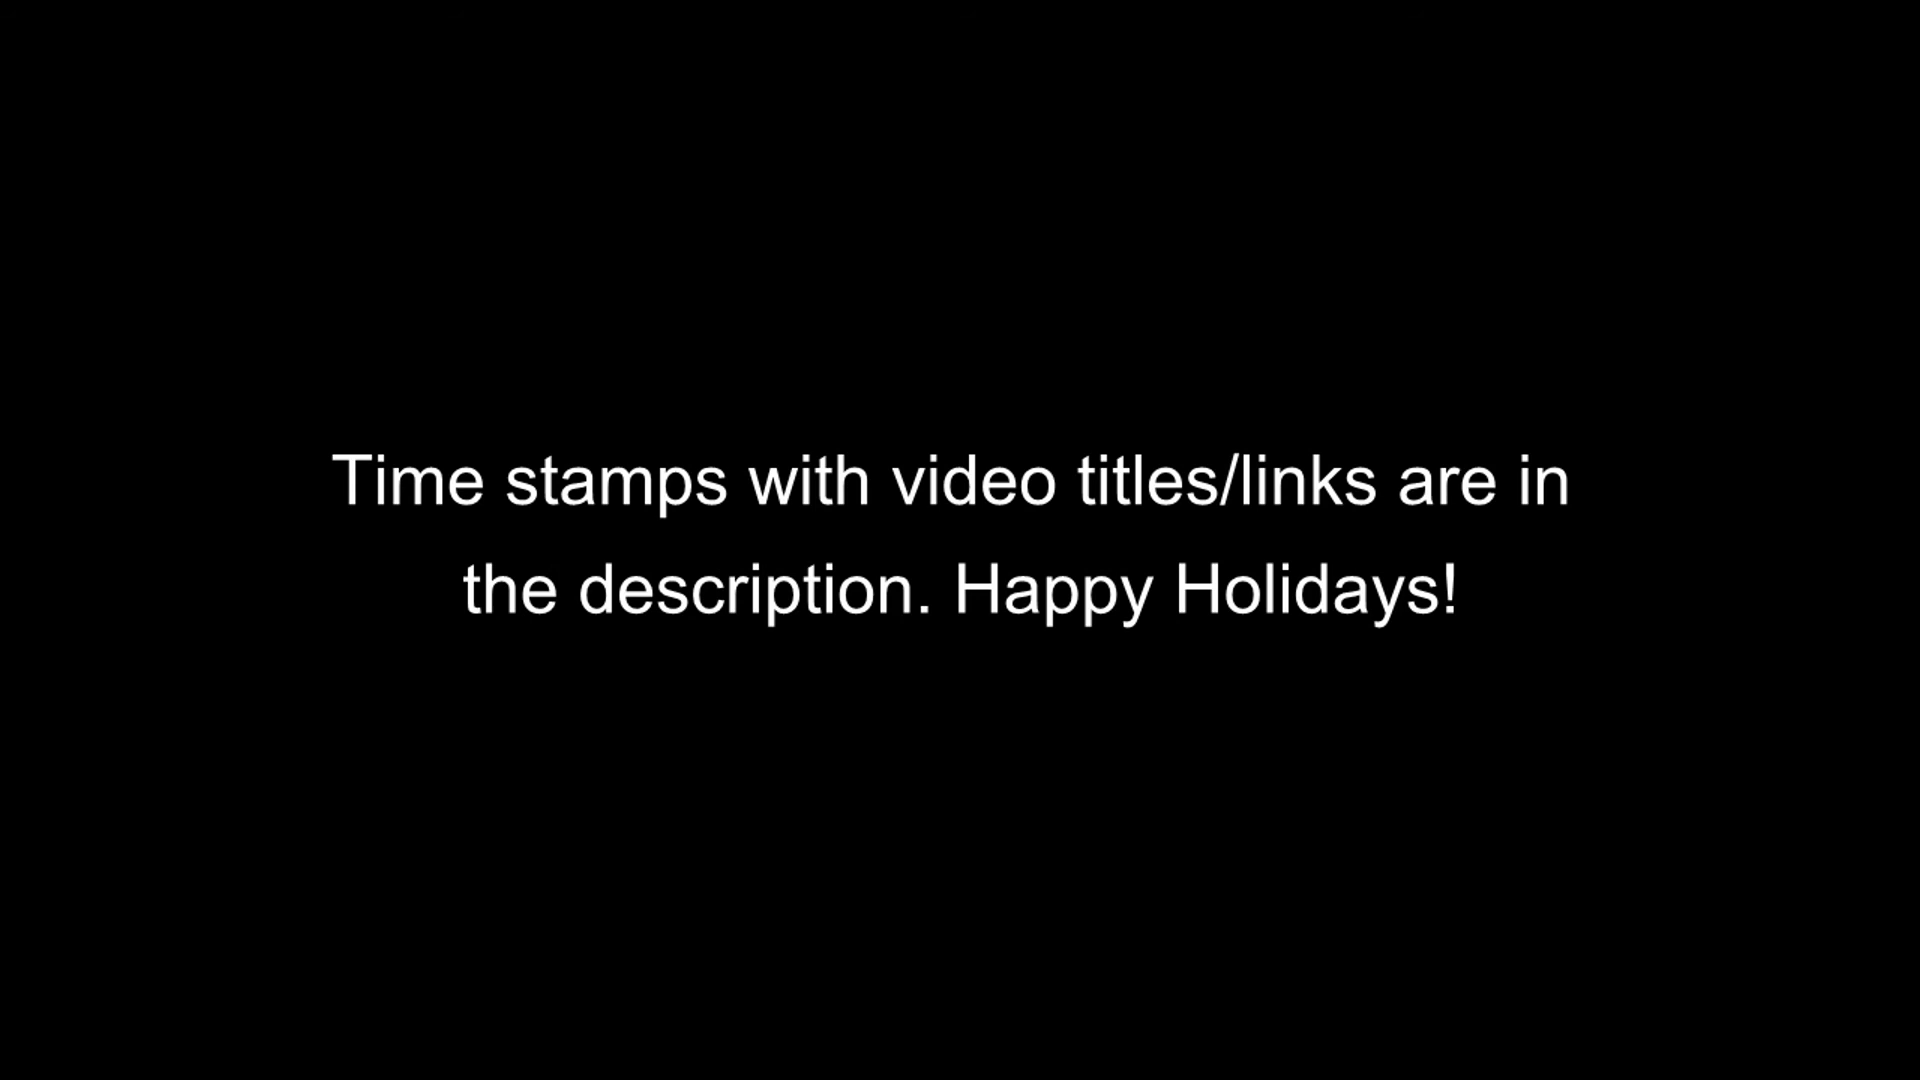 Time stamps with video titles/links are in
the description. Happy Holidays!